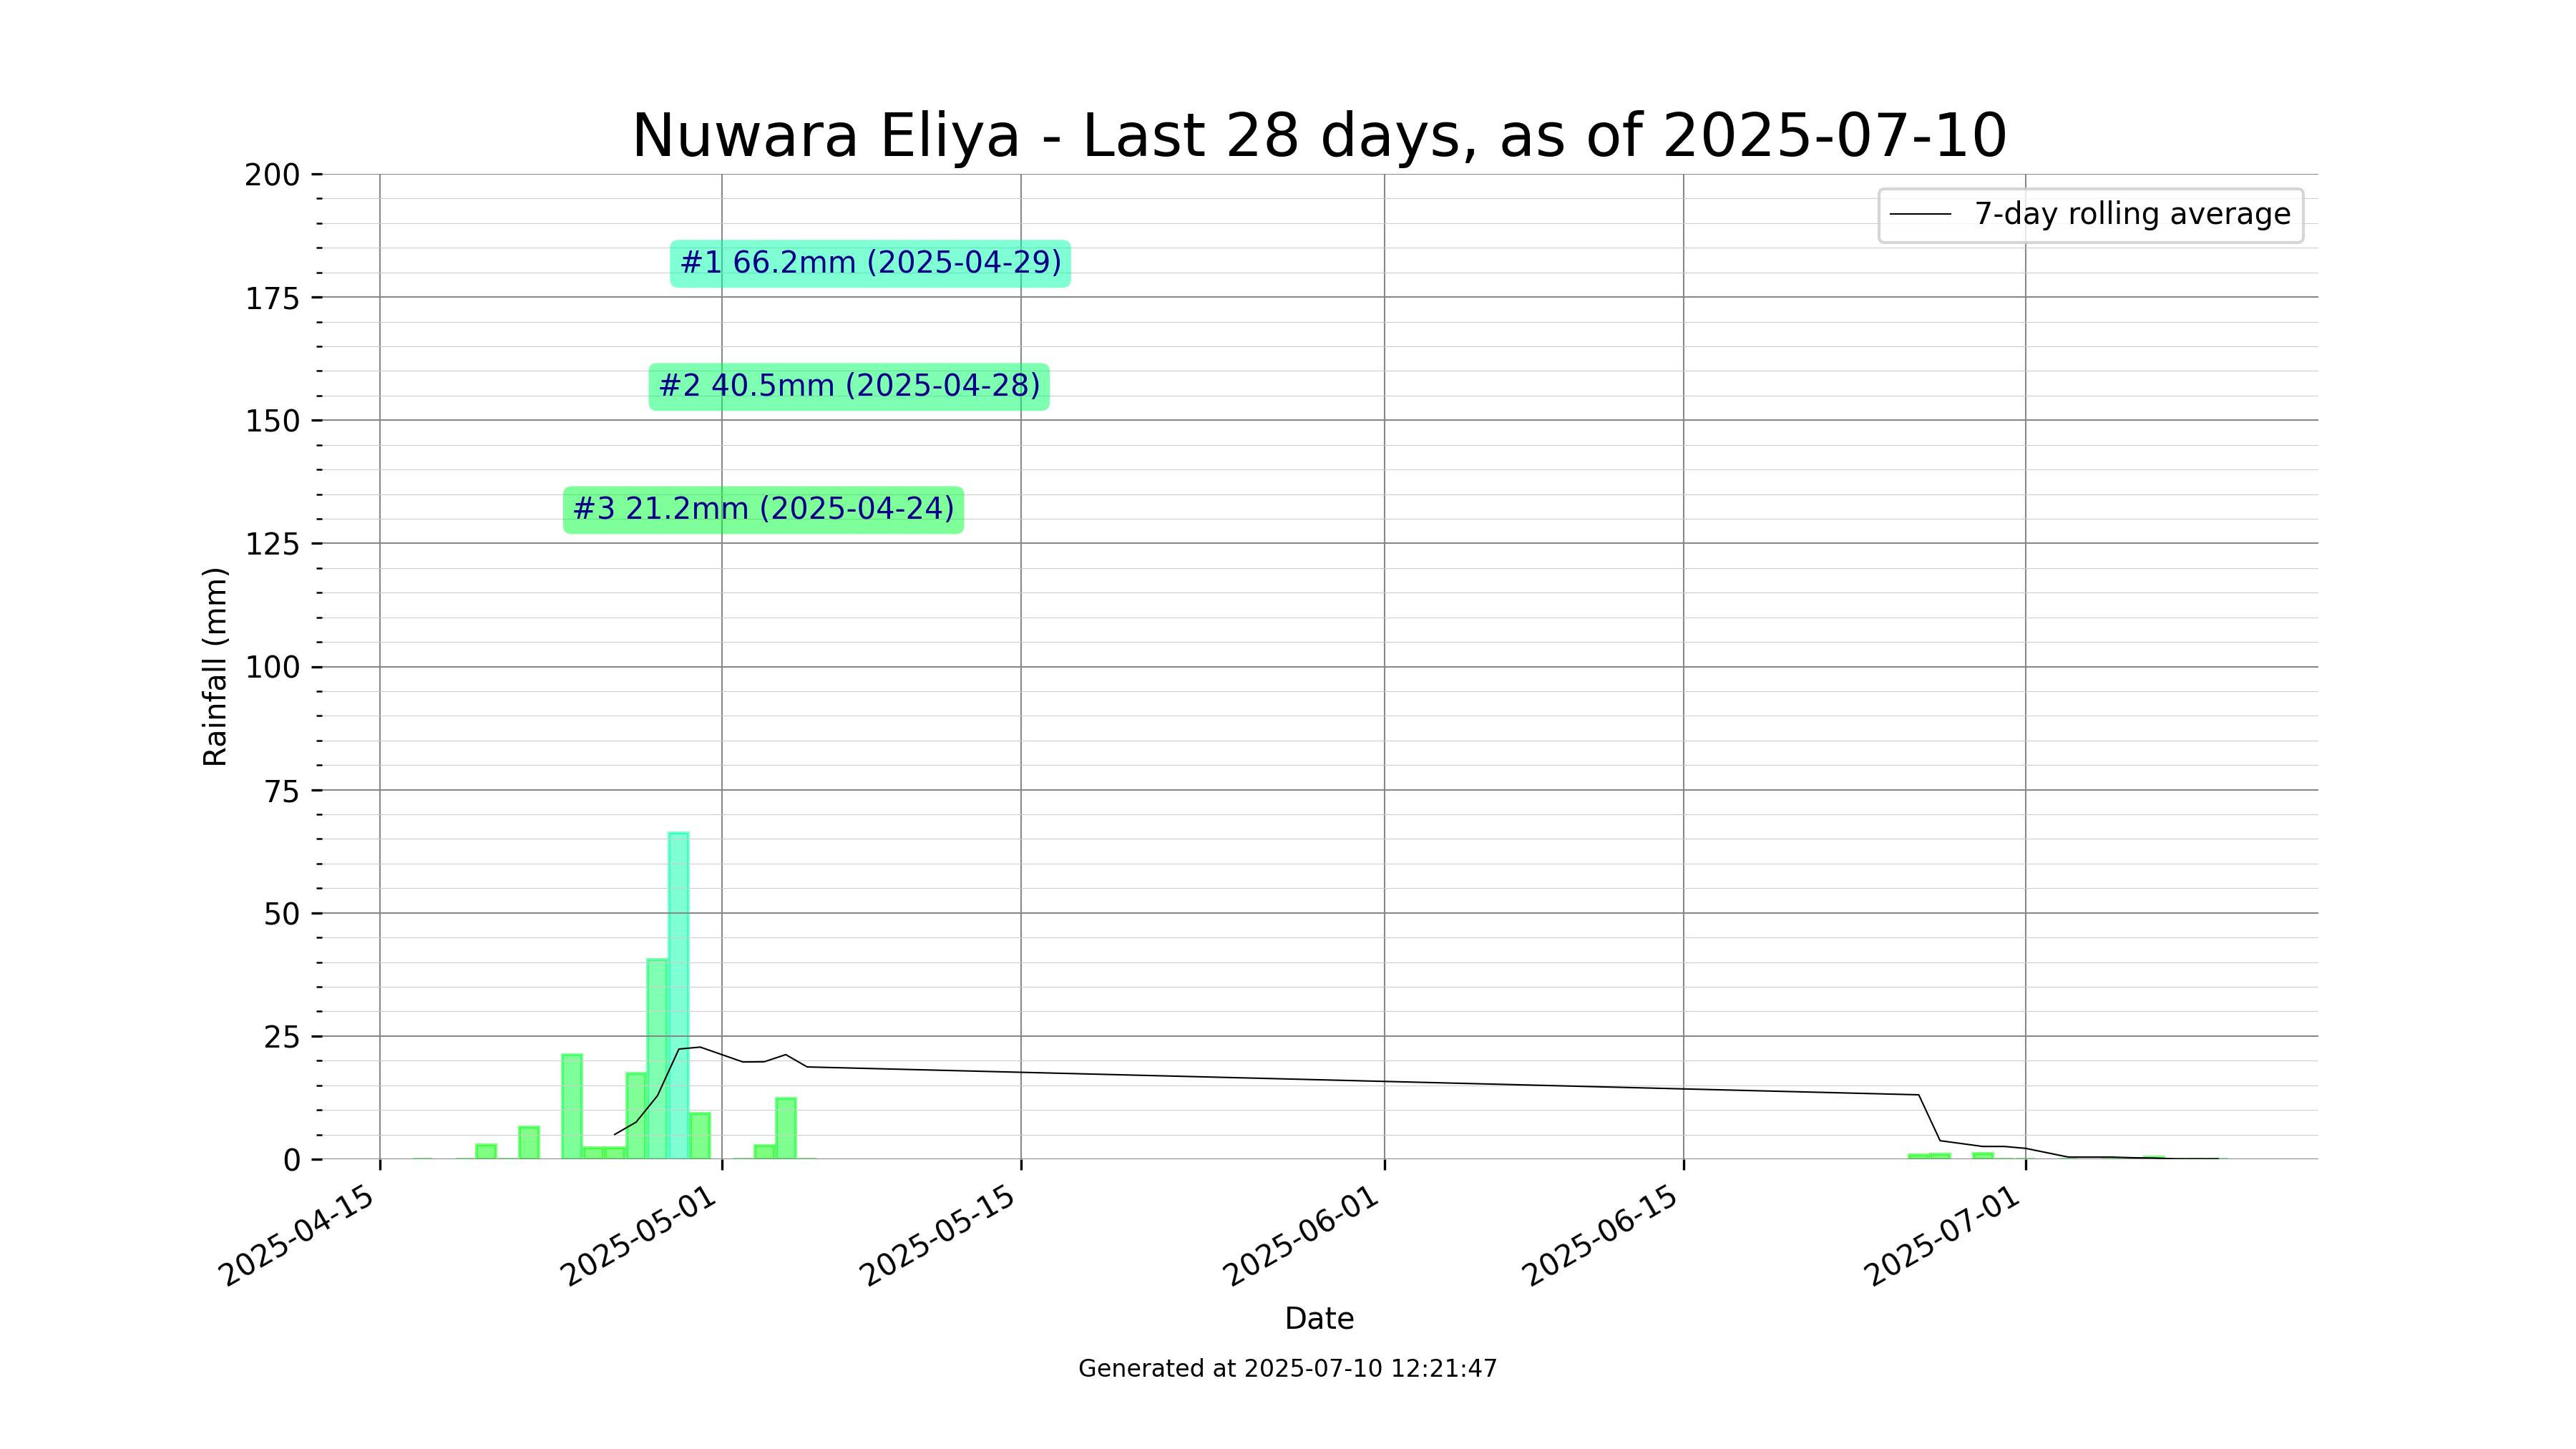 Nuwara Eliya - Last 28 days, as of 2025-07-10
7-day rolling average
#1 66.2mm (2025-04-29)
#2 40.5mm (2025-04-28)
#3 21.2mm (2025-04-24)
Rainfall (mm)
200
175
150
125
100
75
50
25
0
2025-04-15
2025-05-01
2025-05-15
2025-06-01
2025-06-15
2025-07-01
Date
Generated at 2025-07-10 12:21:47